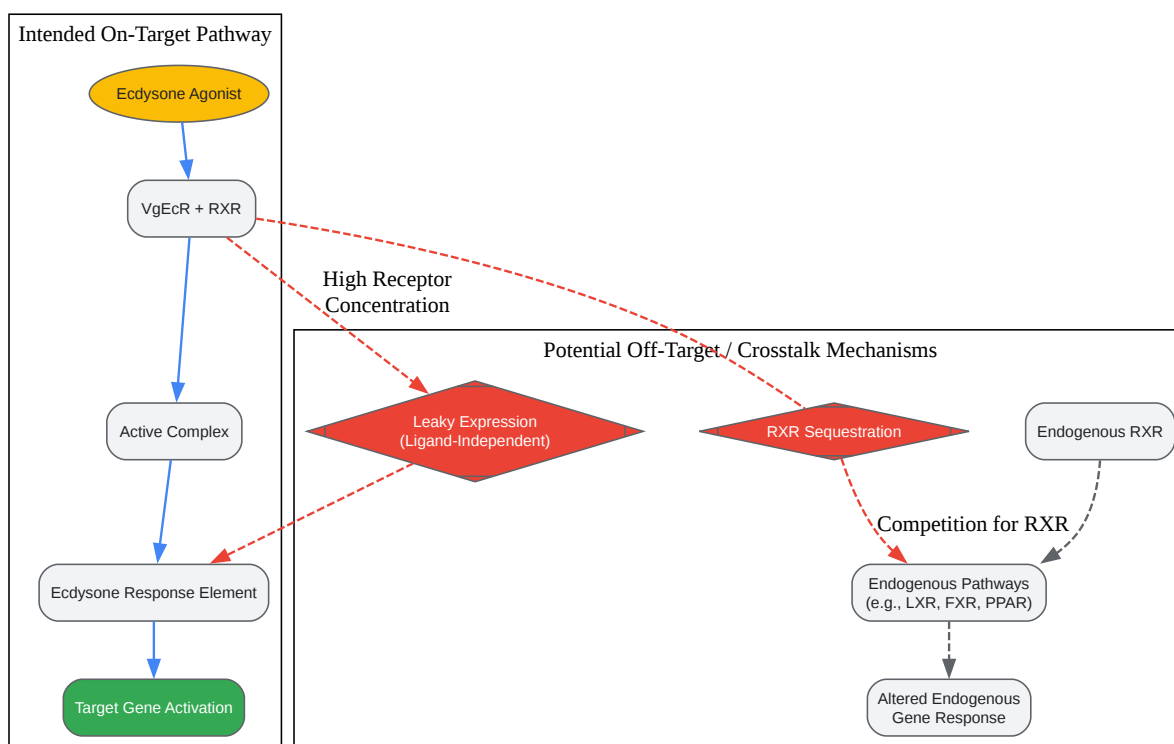 Intended On-Target Pathway
Ecdysone Agonist
VgEcR + RXR
High Receptor
Concentration
Potential Off-Target / Crosstalk Mechanisms
Active Complex
Leaky Expression
(Ligand-Independent)
RXR Sequestration
Endogenous RXR
Competition for RXR
Ecdysone Response Element
Endogenous Pathways
(e.g., LXR, FXR, PPAR)
Target Gene Activation
Altered Endogenous
Gene Response